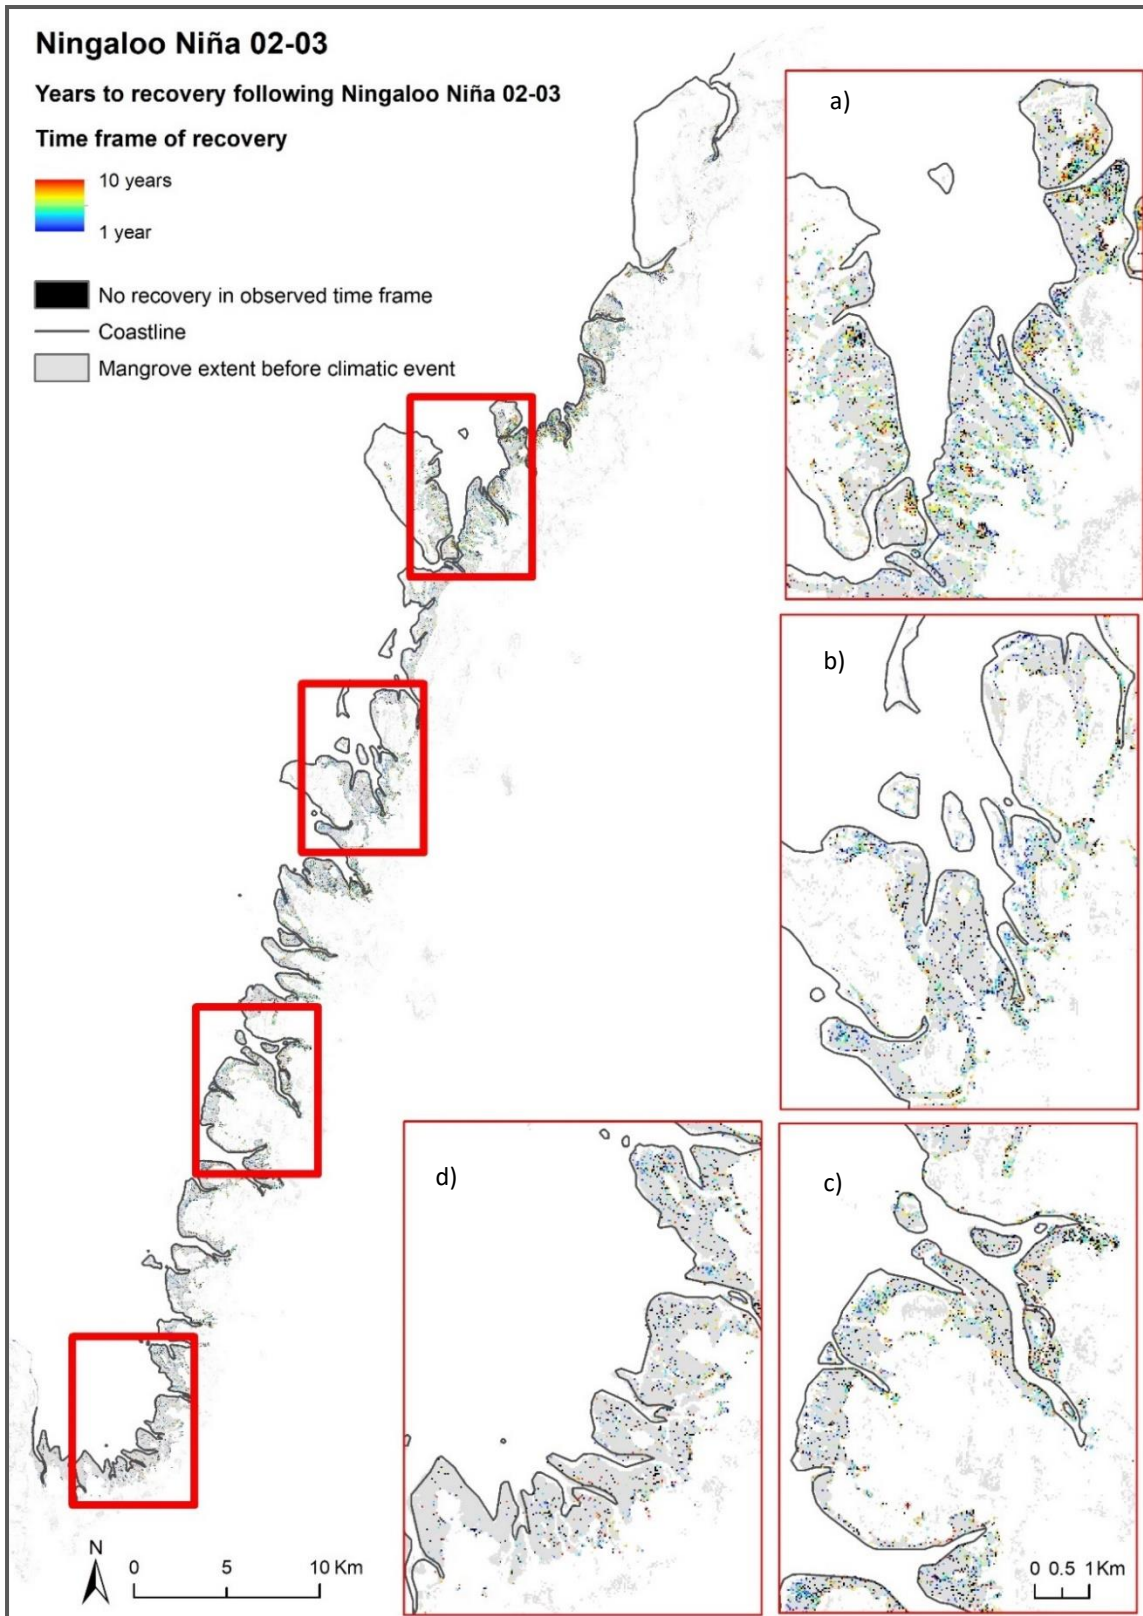 Ningaloo Niña 02-03
Years to recovery following Ningaloo Niña 02-03
Time frame of recovery
10 years
1 year
No recovery in observed time frame
Coastline
Mangrove extent before climatic event
a)
b)
c)
d)
N
0 5 10 Km
0 0.5 1Km